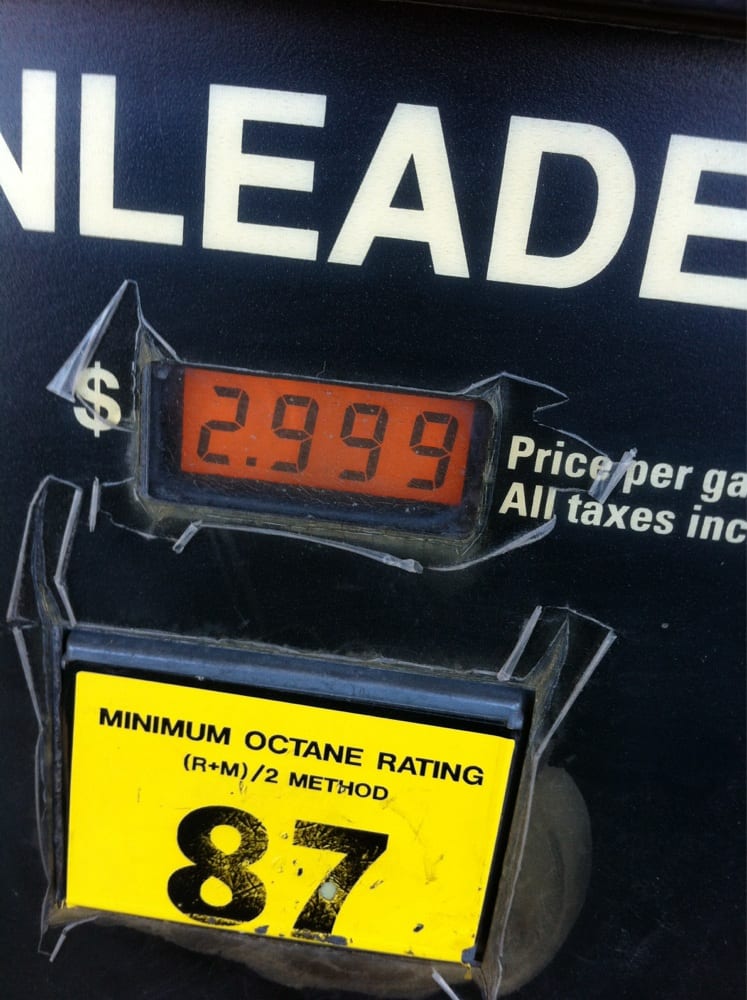 NLEADE
$ 2.999
Price per ga
All taxes inc
MINIMUM OCTANE RATING
(R+M)/2 METHOD
87